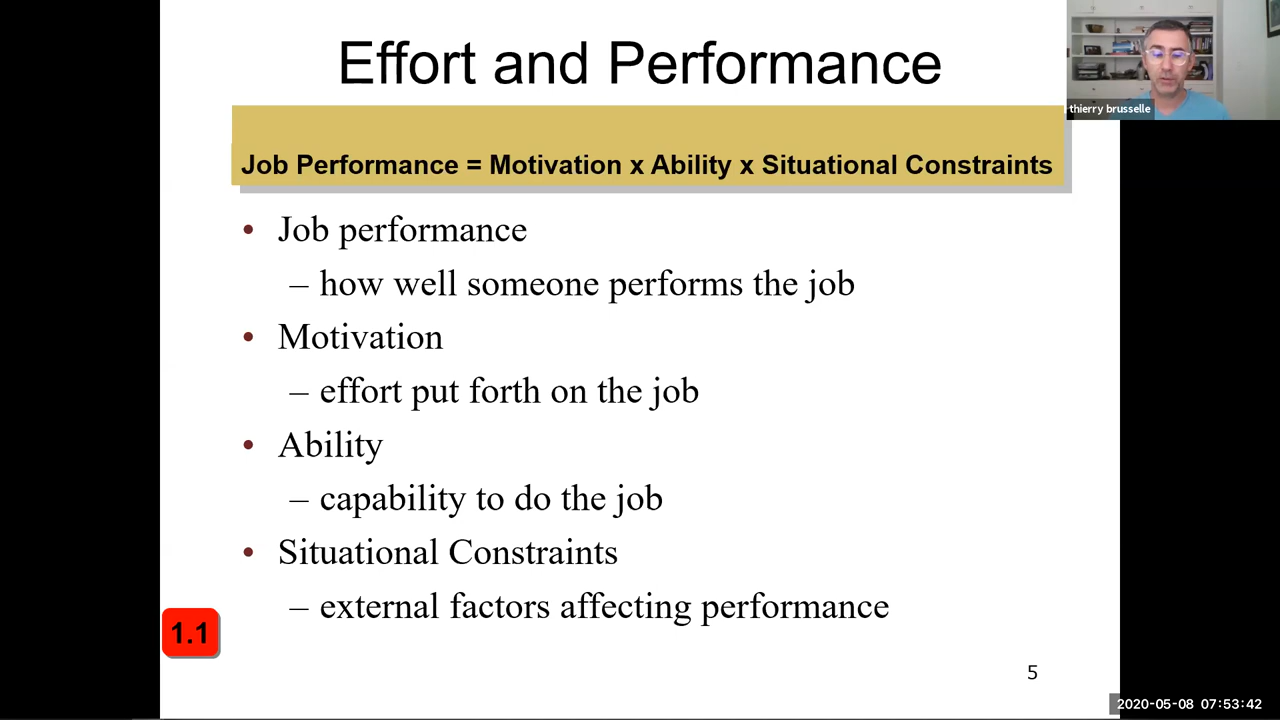 Effort and Performance
thierry brusselle
Job Performance = Motivation x Ability x Situational Constraints
• Job performance
– how well someone performs the job
• Motivation
– effort put forth on the job
• Ability
– capability to do the job
• Situational Constraints
– external factors affecting performance
1.1
5
2020-05-08 07:53:42